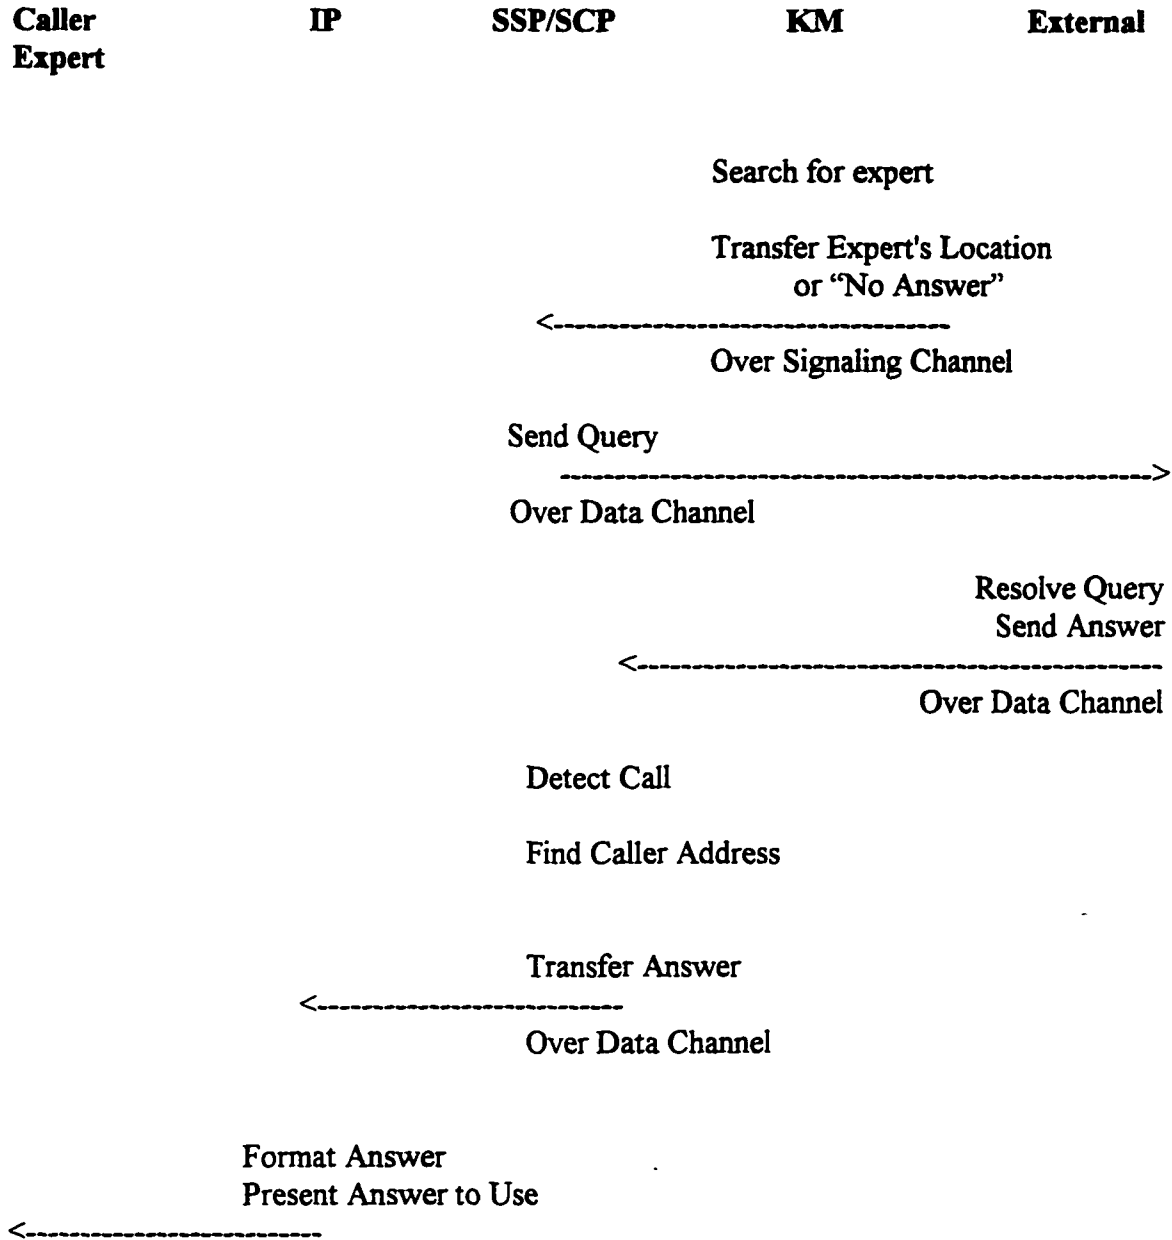 Caller IP SSP/SCP KM External
Expert
Search for expert
Transfer Expert's Location
or “No Answer”
<----------------------------------
Over Signaling Channel
Send Query
--------------------------------------------------->
Over Data Channel
Resolve Query
Send Answer
<---------------------------------------------
Over Data Channel
Detect Call
Find Caller Address
Transfer Answer
<--------------------------
Over Data Channel
Format Answer
Present Answer to Use
<-------------------------